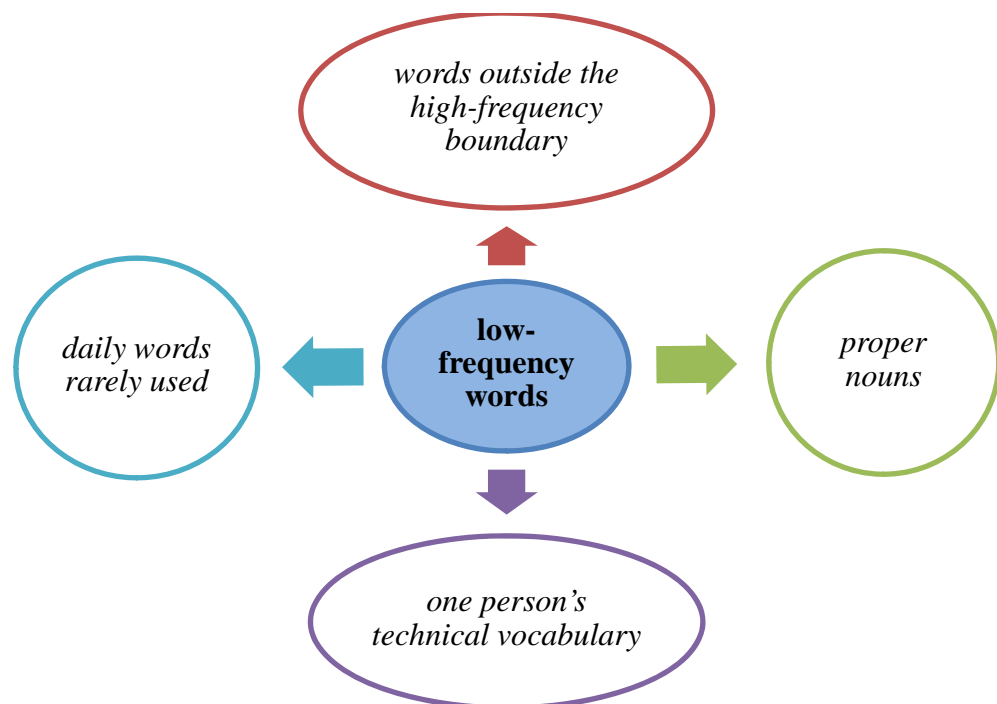 words outside the
high-frequency
boundary
daily words
rarely used
low-
frequency
words
proper
nouns
one person’s
technical vocabulary